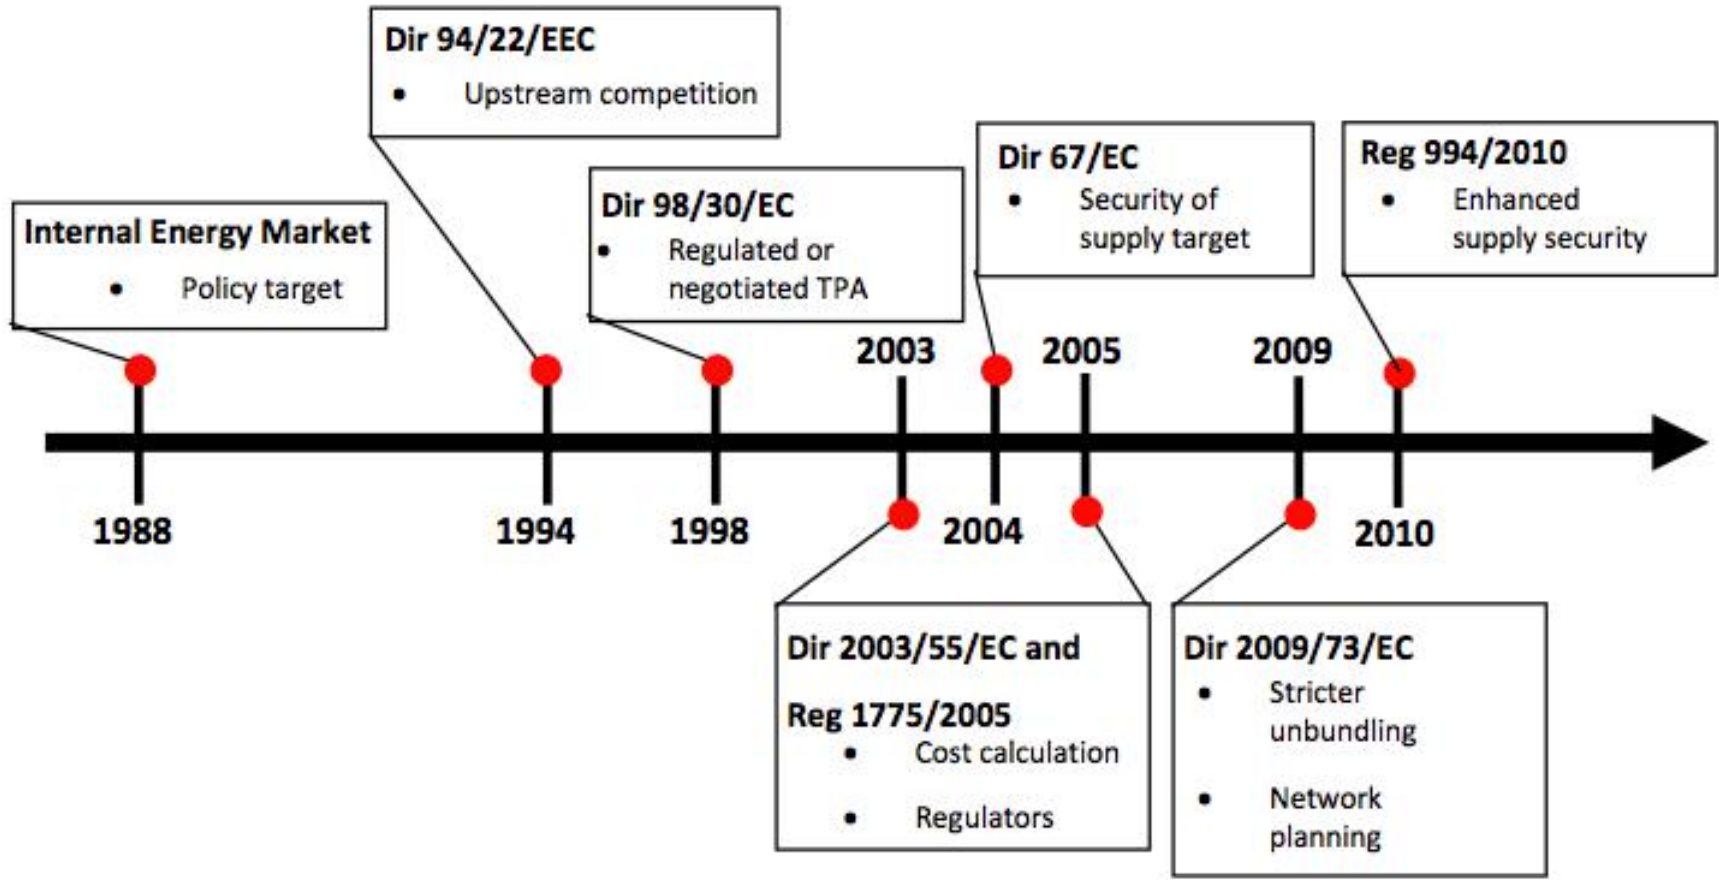 Dir 94/22/EEC
• Upstream competition
Dir 67/EC
• Security of
supply target
Reg 994/2010
• Enhanced
supply security
Dir 98/30/EC
• Regulated or
negotiated TPA
Internal Energy Market
• Policy target
2003
2005
2009
1988
1994
1998
2004
2010
Dir 2003/55/EC and
Reg 1775/2005
• Cost calculation
• Regulators
Dir 2009/73/EC
• Stricter
unbundling
• Network
planning